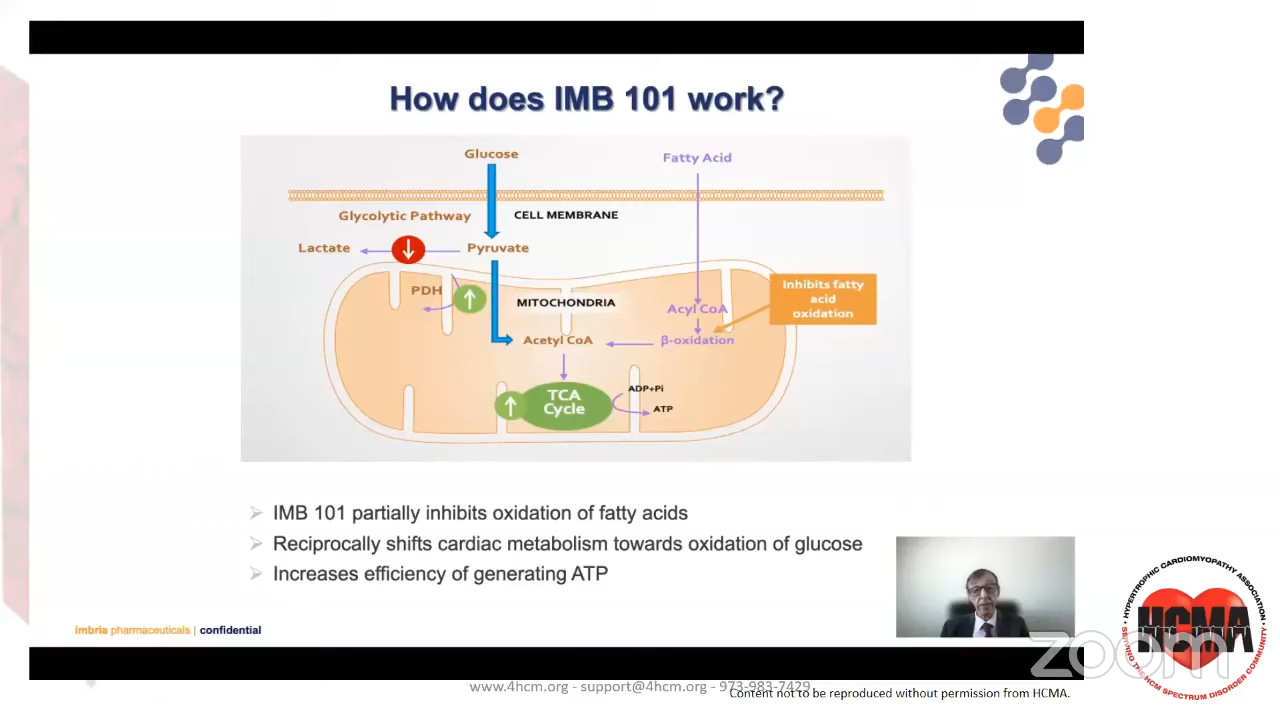 How does IMB 101 work?
Glucose
Fatty Acid
Glycolytic Pathway
CELL MEMBRANE
Lactate
Pyruvate
PDH
MITOCHONDRIA
Inhibits fatty
acid
oxidation
Acyl CoA
Acetyl CoA
β-oxidation
TCA
Cycle
ADP+Pi
ATP
IMB 101 partially inhibits oxidation of fatty acids
Reciprocally shifts cardiac metabolism towards oxidation of glucose
Increases efficiency of generating ATP
imbria pharmaceuticals | confidential
zoom
HYPERTROPHIC CARDIOMYOPATHY ASSOCIATION
HCMA
SERVING THE HCM SPECTRUM DISORDER COMMUNITY
www.4hcm.org - support@4hcm.org - 973-983-7429
Content not to be reproduced without permission from HCMA.